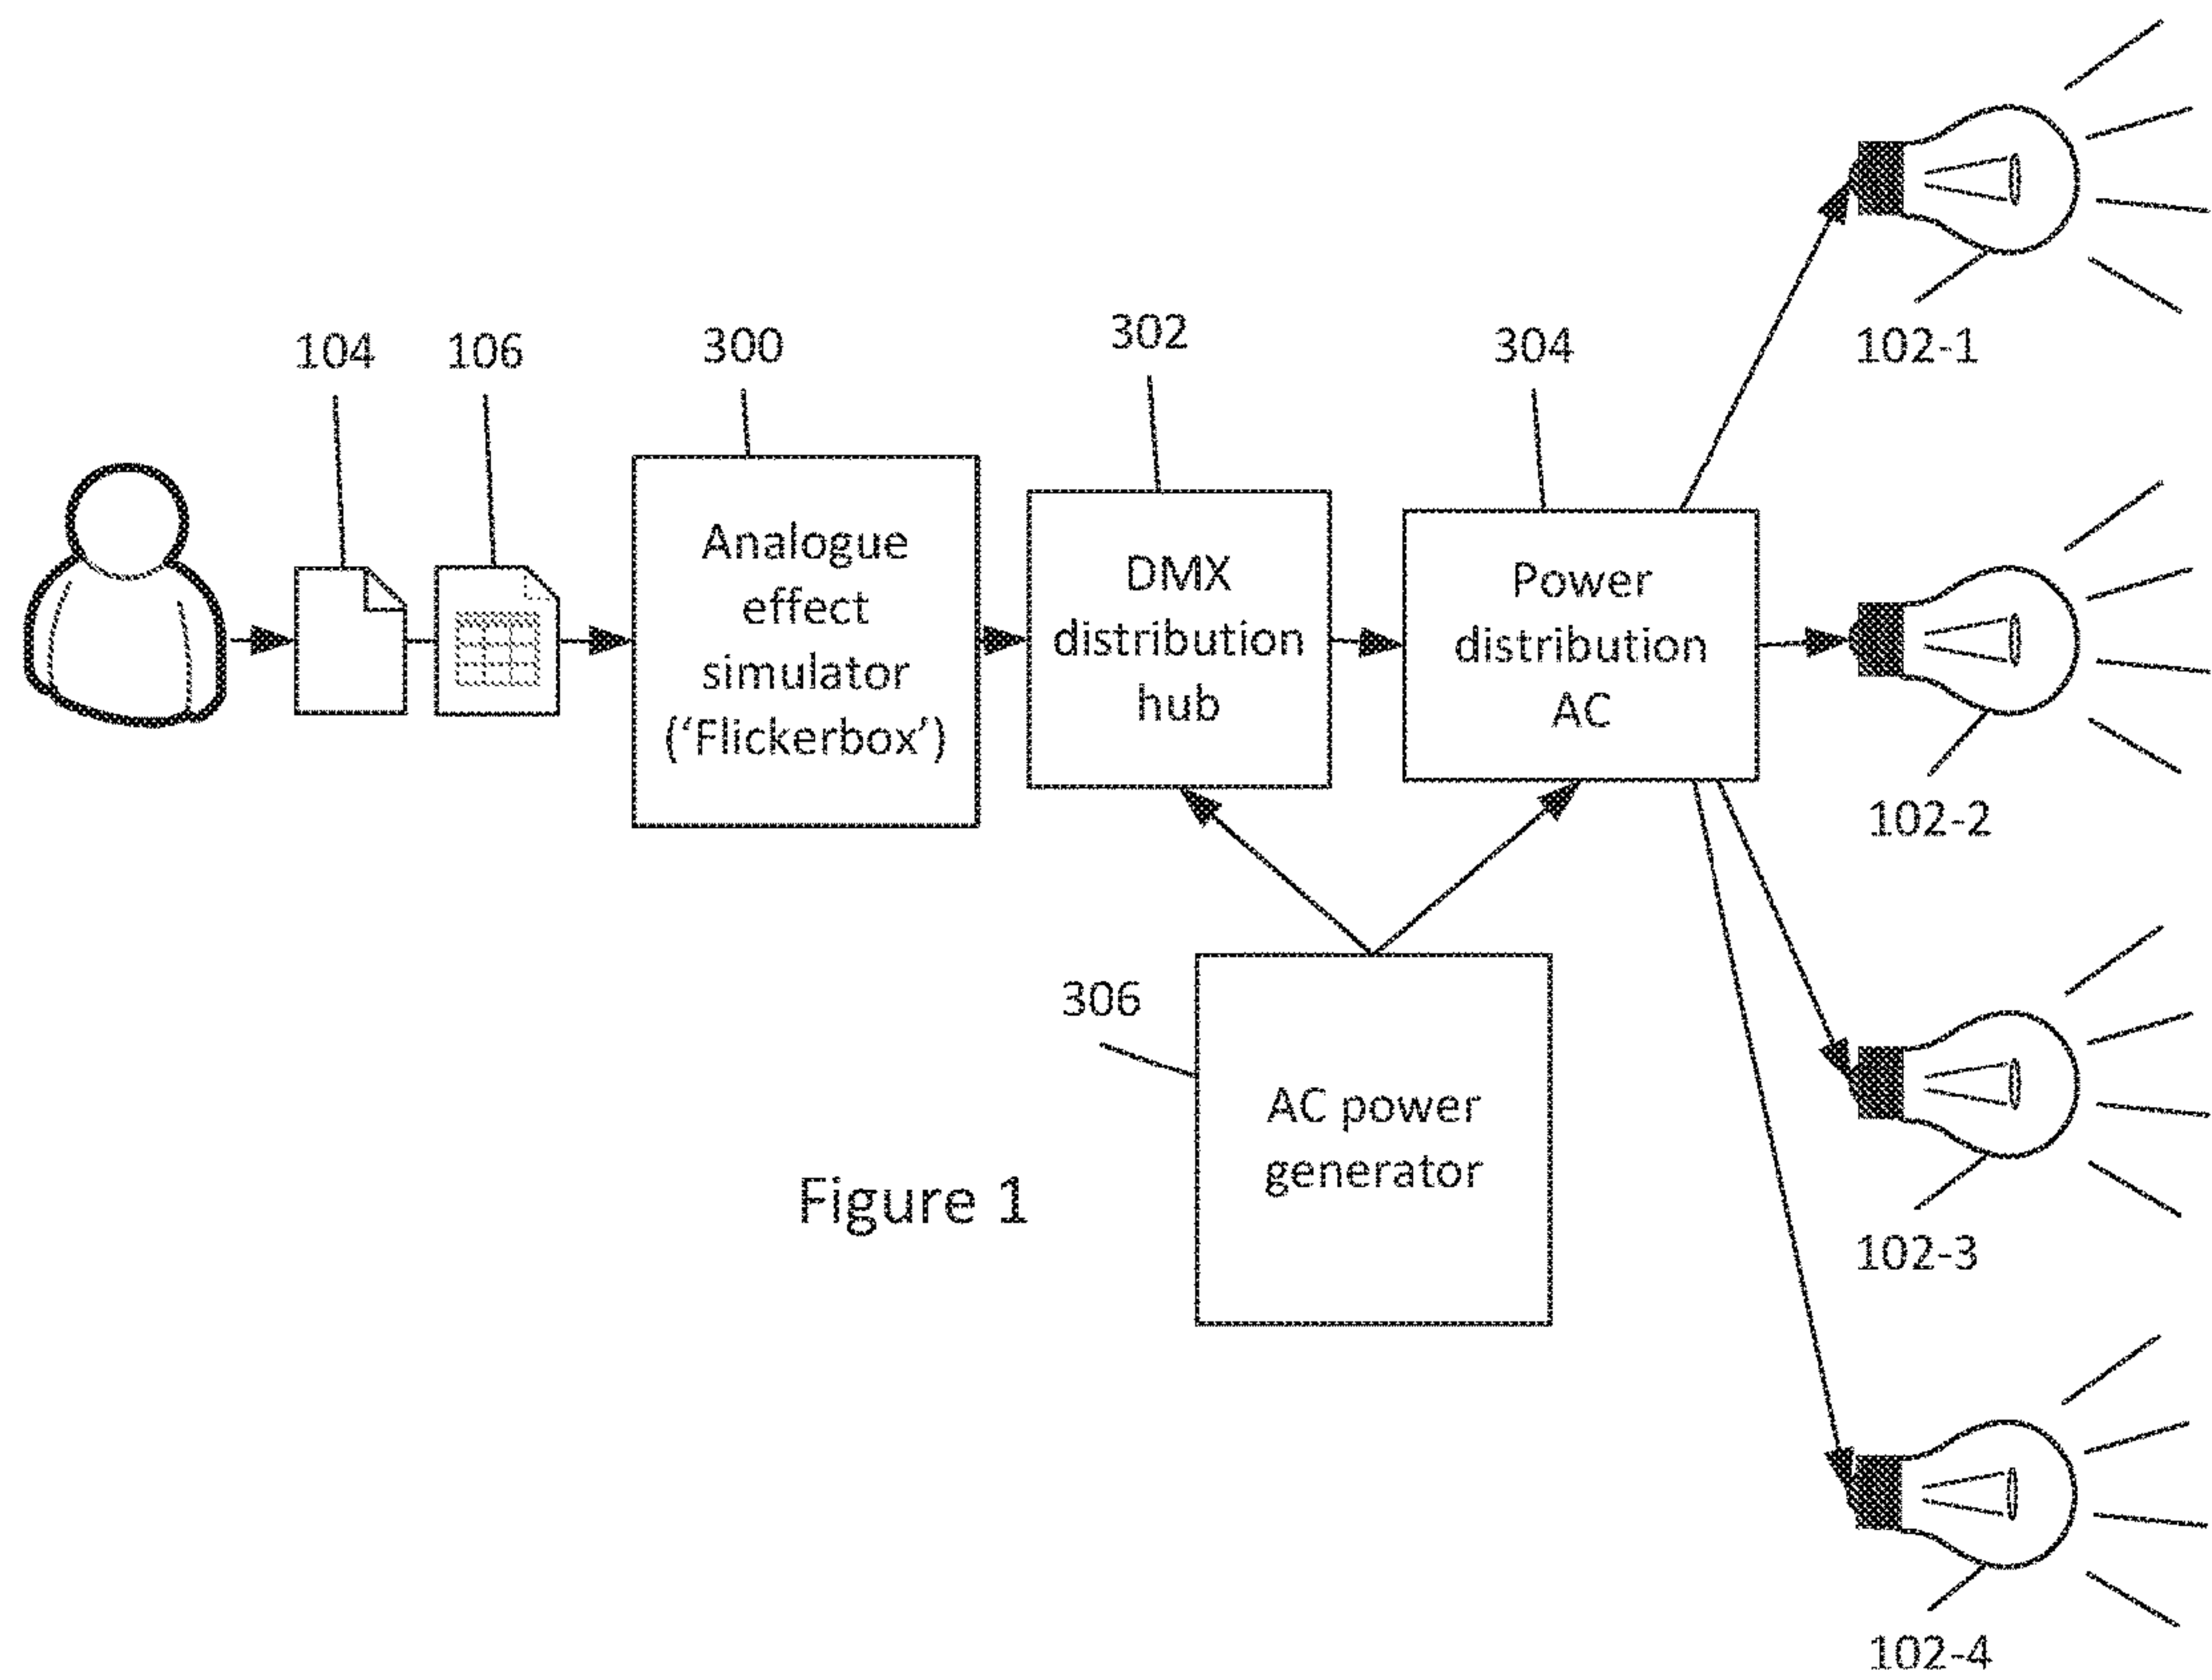 104
106
300
302
304
102-1
Analogue
effect
simulator
(‘Flickerbox’)
DMX
distribution
hub
Power
distribution
AC
102-2
306
AC power
generator
102-3
102-4
Figure 1